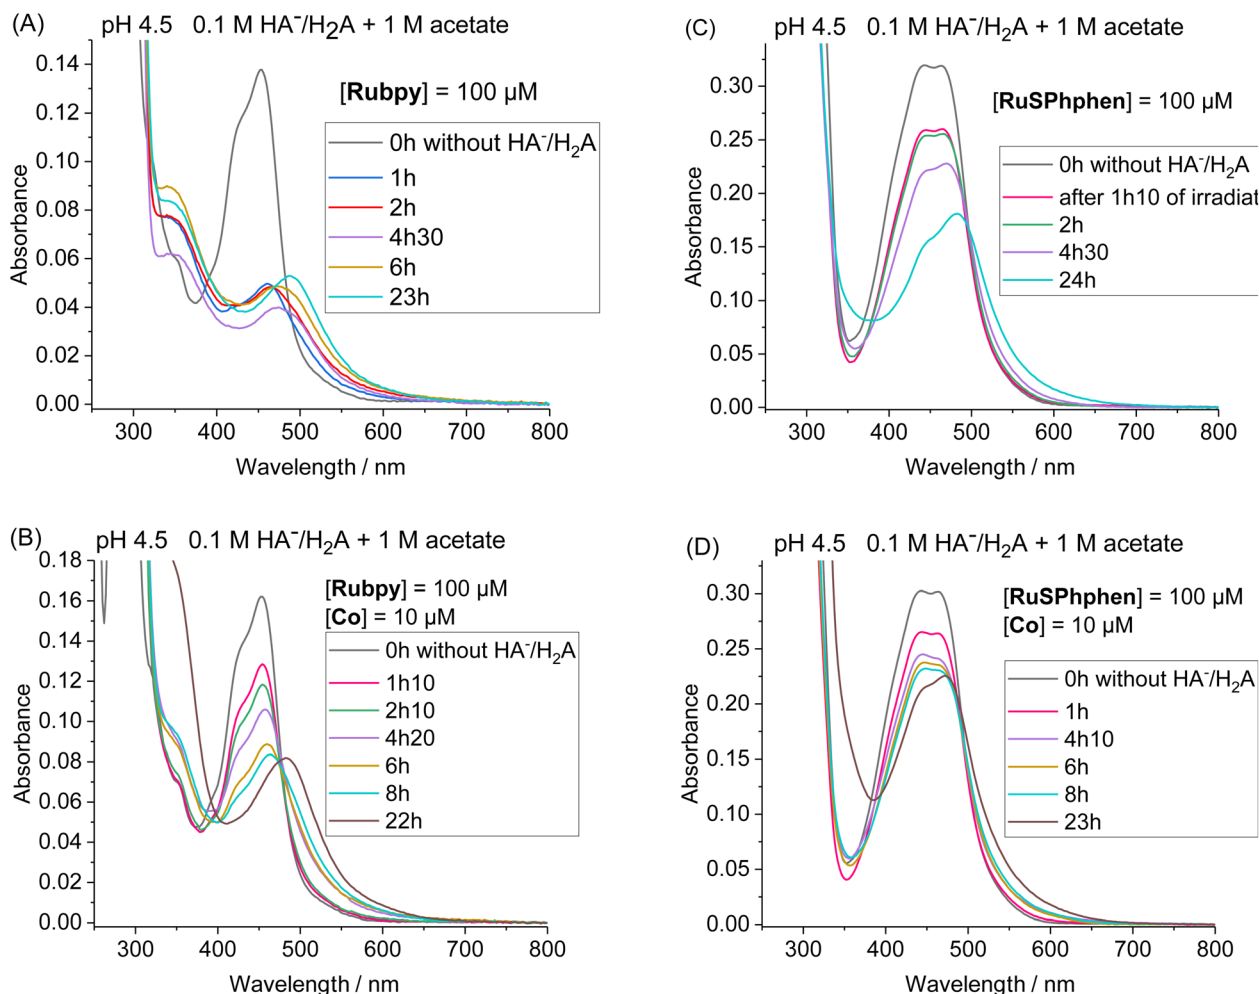 (A)
pH 4.5 0.1 M HA⁻/H₂A + 1 M acetate
[Rubpy] = 100 µM
0h without HA⁻/H₂A
1h
2h
4h30
6h
23h
Absorbance
0.14
0.12
0.10
0.08
0.06
0.04
0.02
0.00
300 400 500 600 700 800
Wavelength / nm
(C)
pH 4.5 0.1 M HA⁻/H₂A + 1 M acetate
[RuSPhphen] = 100 µM
0h without HA⁻/H₂A
after 1h10 of irradiat
2h
4h30
24h
Absorbance
0.30
0.25
0.20
0.15
0.10
0.05
0.00
300 400 500 600 700 800
Wavelength / nm
(B)
pH 4.5 0.1 M HA⁻/H₂A + 1 M acetate
[Rubpy] = 100 µM
[Co] = 10 µM
0h without HA⁻/H₂A
1h10
2h10
4h20
6h
8h
22h
Absorbance
0.18
0.16
0.14
0.12
0.10
0.08
0.06
0.04
0.02
0.00
300 400 500 600 700 800
Wavelength / nm
(D)
pH 4.5 0.1 M HA⁻/H₂A + 1 M acetate
[RuSPhphen] = 100 µM
[Co] = 10 µM
0h without HA⁻/H₂A
1h
4h10
6h
8h
23h
Absorbance
0.30
0.25
0.20
0.15
0.10
0.05
0.00
300 400 500 600 700 800
Wavelength / nm